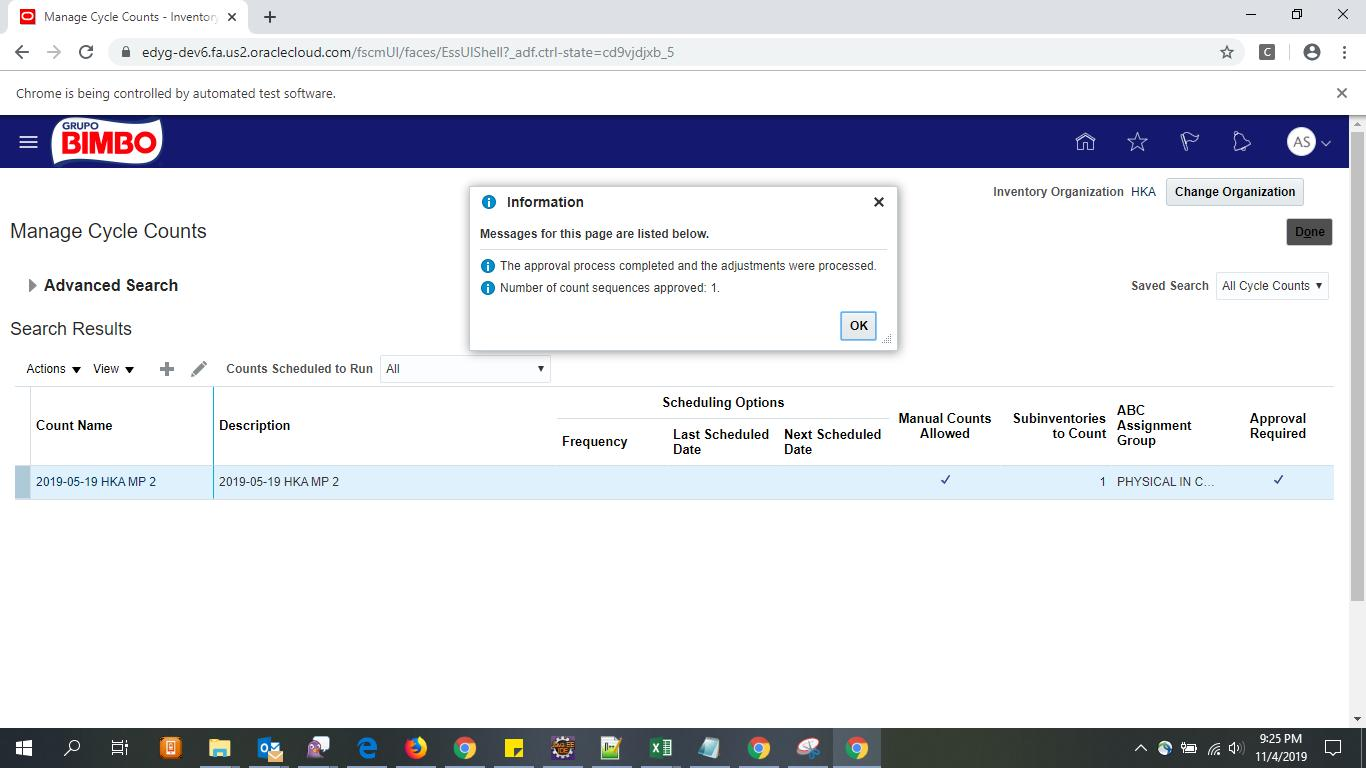 Manage Cycle Counts - Inventory
edyg-dev6.fa.us2.oraclecloud.com/fscmUI/faces/EssUIShell?_adf.ctrl-state=cd9vjdjxb_5
C
Chrome is being controlled by automated test software.
GRUPO
BIMBO
AS
Inventory Organization HKA Change Organization
Information
Messages for this page are listed below.
The approval process completed and the adjustments were processed.
Number of count sequences approved: 1.
OK
Manage Cycle Counts
Done
Advanced Search
Saved Search All Cycle Counts
Search Results
Actions View Counts Scheduled to Run All
Count Name
Description
Scheduling Options
Frequency
Last Scheduled
Date
Next Scheduled
Date
Manual Counts
Allowed
Subinventories
to Count
ABC
Assignment
Group
Approval
Required
2019-05-19 HKA MP 2 2019-05-19 HKA MP 2 1 PHYSICAL IN C...
9:25 PM
11/4/2019